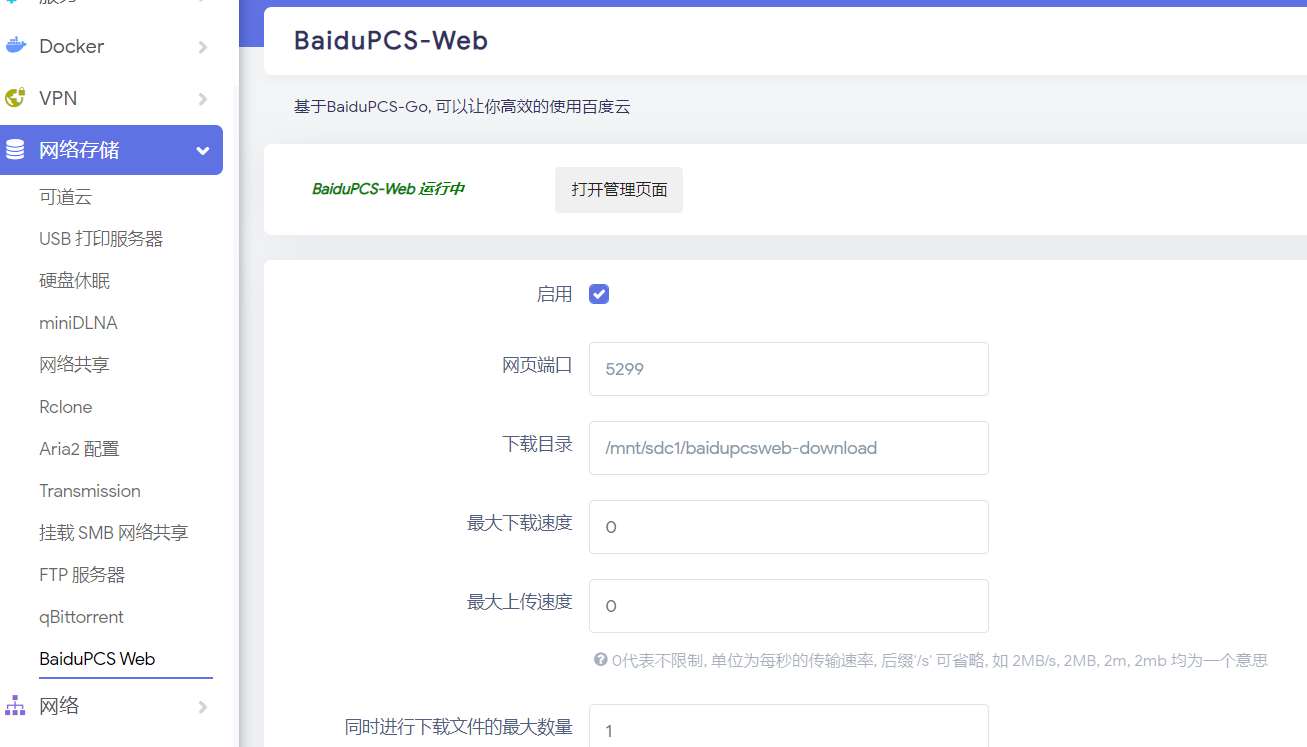 服务
Docker
VPN
网络存储
可道云
USB 打印服务器
硬盘休眠
miniDLNA
网络共享
Rclone
Aria2 配置
Transmission
挂载 SMB 网络共享
FTP 服务器
qBittorrent
BaiduPCS Web
网络
BaiduPCS-Web
基于BaiduPCS-Go, 可以让你高效的使用百度云
BaiduPCS-Web 运行中
打开管理页面
启用
网页端口
5299
下载目录
/mnt/sdc1/baidupcsweb-download
最大下载速度
0
最大上传速度
0
0代表不限制, 单位为每秒的传输速率, 后缀'/s' 可省略, 如 2MB/s, 2MB, 2m, 2mb 均为一个意思
同时进行下载文件的最大数量
1